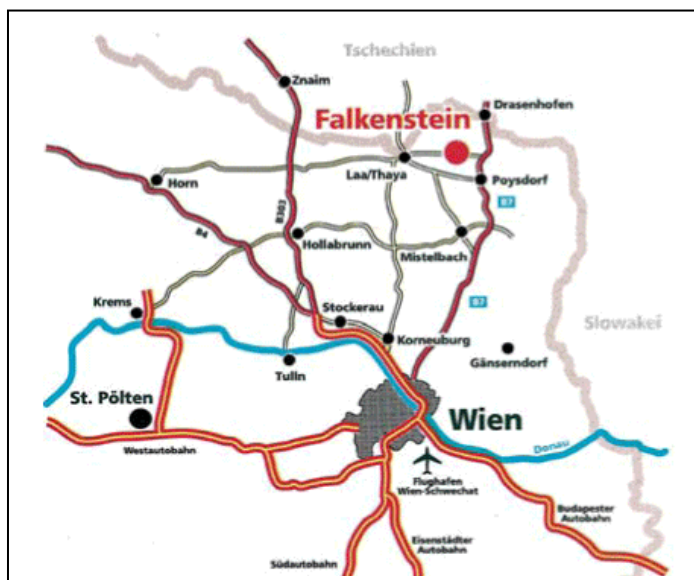 Tschechien
Znaim
Drasenhofen
Falkenstein
Laa/Thaya
Horn
Poysdorf
B303
B7
B4
Hollabrunn
Mistelbach
Krems
Stockerau
B7
Slowakei
Korneuburg
Gänserndorf
Tulln
St. Pölten
Wien
Westautobahn
Donau
Flughafen
Wien-Schwechat
Budapester
Autobahn
Eisenstädter
Autobahn
Südautobahn